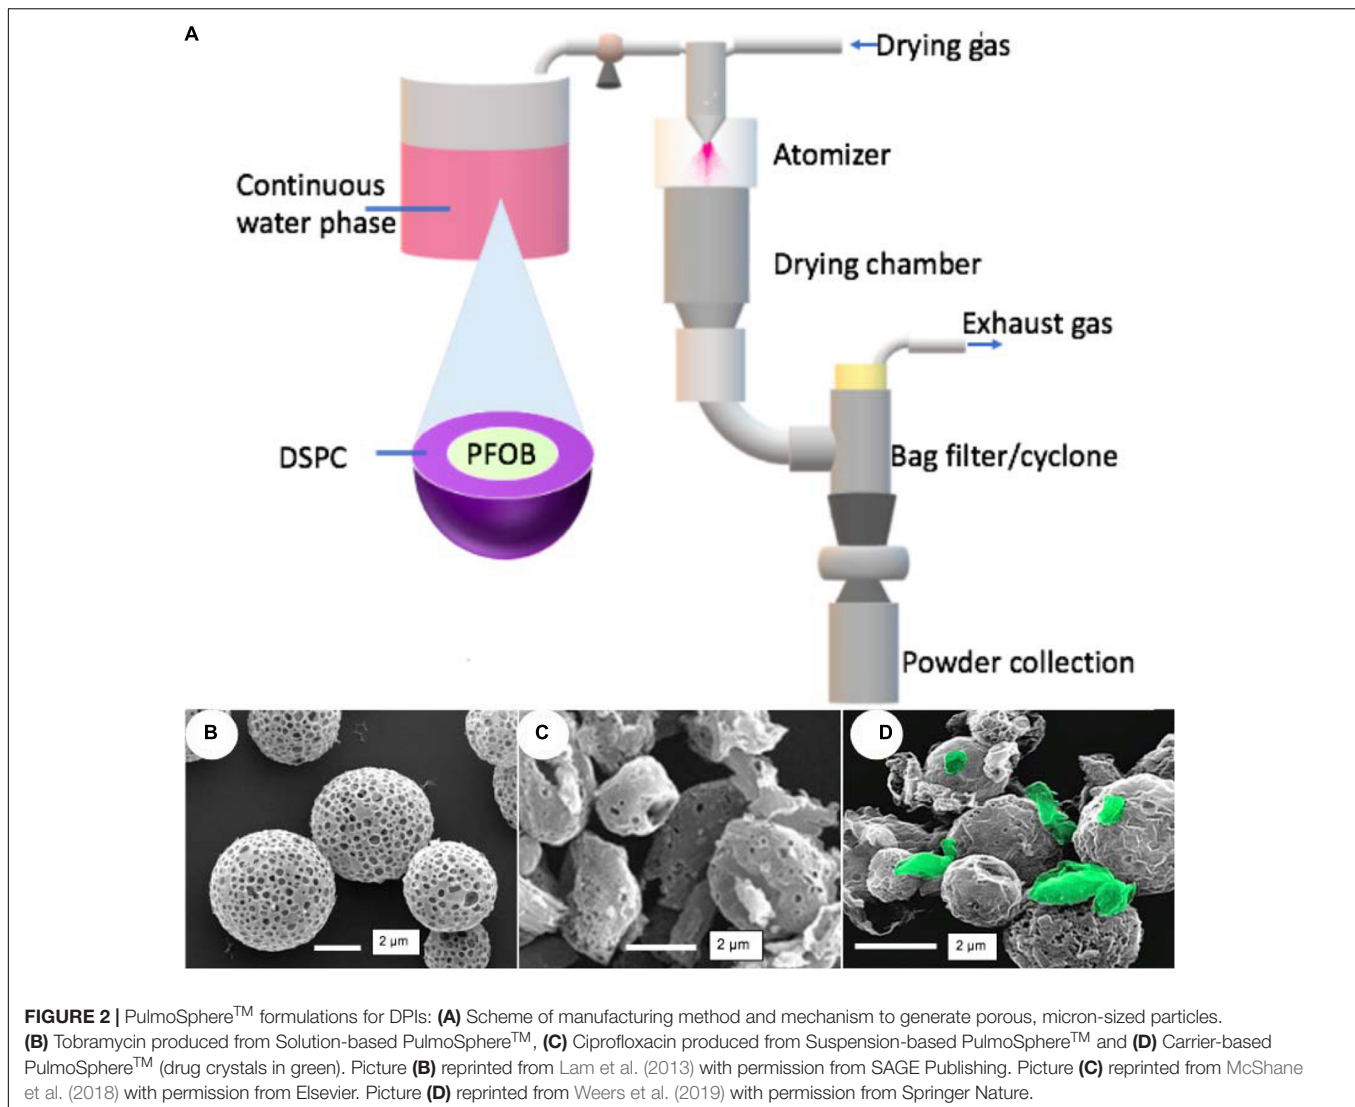 A
Drying gas
Atomizer
Continuous
water phase
Drying chamber
Exhaust gas
DSPC
PFOB
Bag filter/cyclone
Powder collection
B
2 µm
C
2 µm
D
2 µm
FIGURE 2 | PulmoSphere™ formulations for DPIs: (A) Scheme of manufacturing method and mechanism to generate porous, micron-sized particles.
(B) Tobramycin produced from Solution-based PulmoSphere™, (C) Ciprofloxacin produced from Suspension-based PulmoSphere™ and (D) Carrier-based
PulmoSphere™ (drug crystals in green). Picture (B) reprinted from Lam et al. (2013) with permission from SAGE Publishing. Picture (C) reprinted from McShane
et al. (2018) with permission from Elsevier. Picture (D) reprinted from Weers et al. (2019) with permission from Springer Nature.